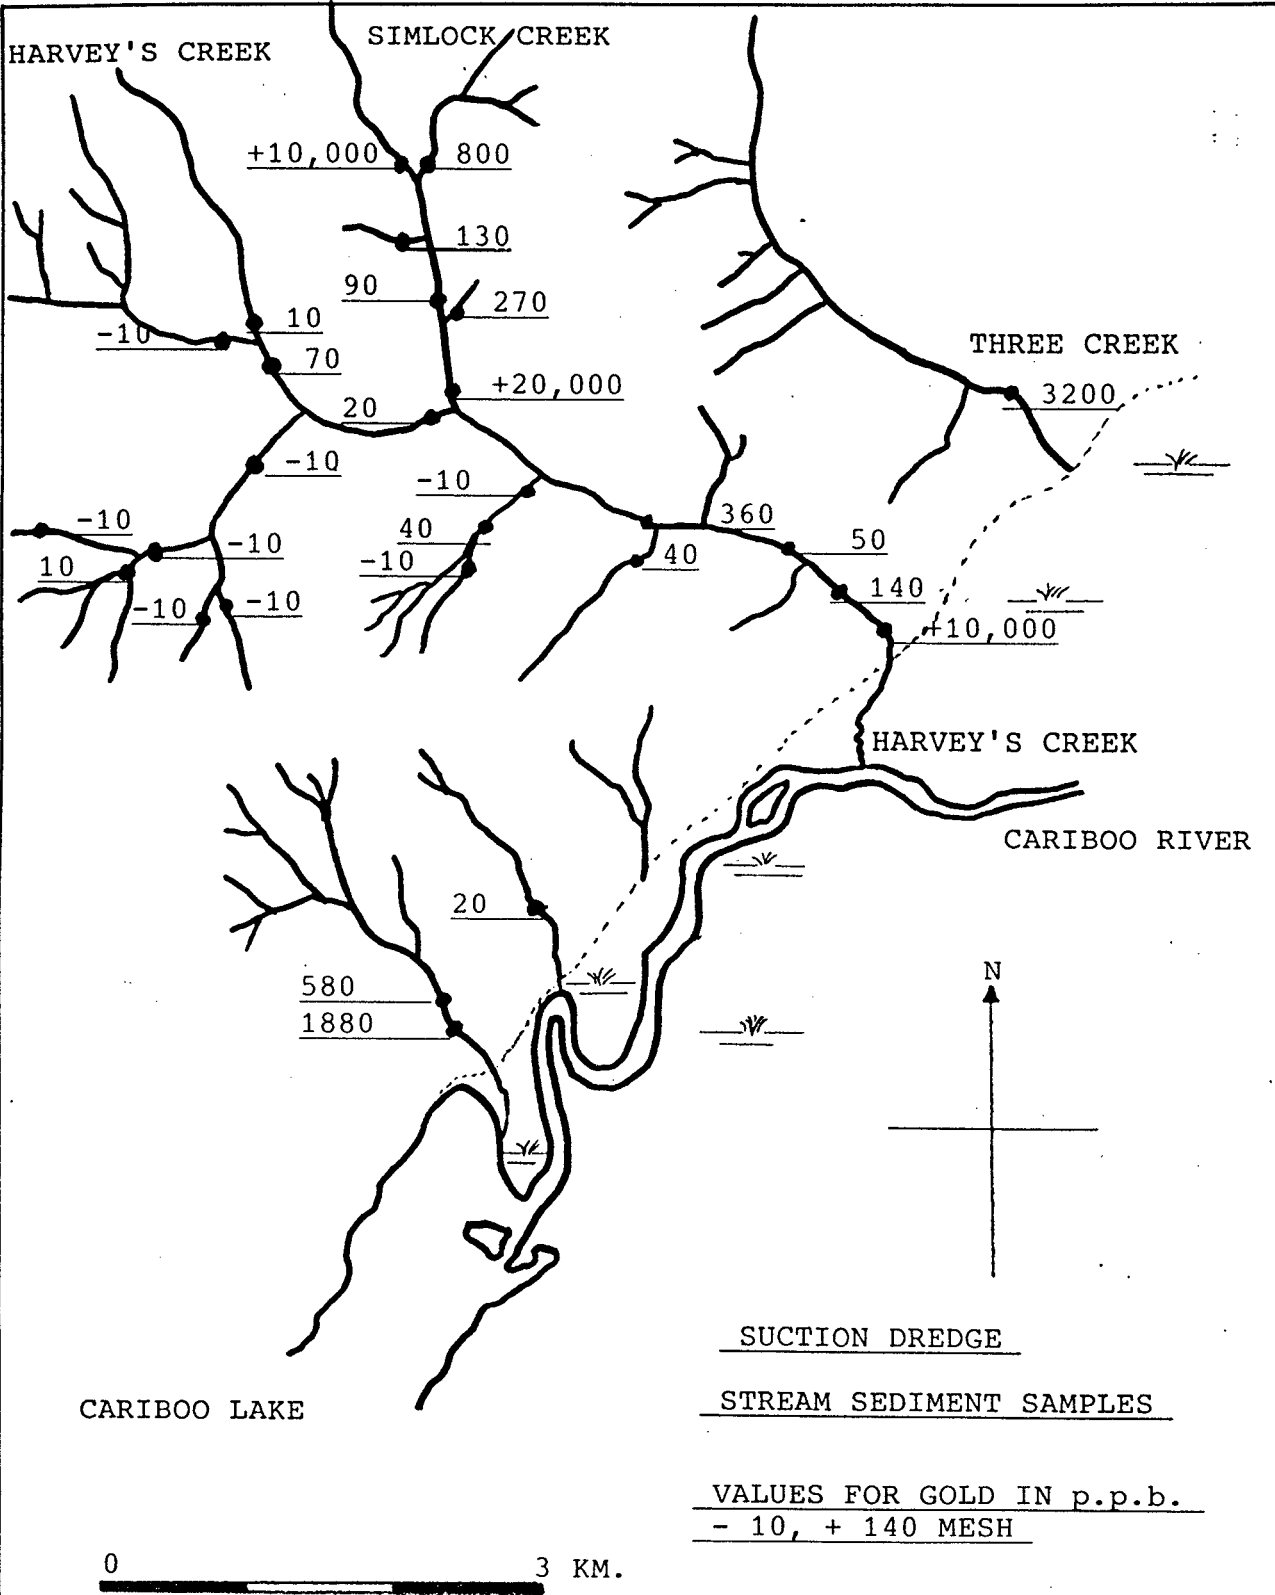 HARVEY'S CREEK
SIMLOCK CREEK
+10,000
800
130
90
270
10
-10
70
THREE CREEK
+20,000
3200
20
-10
-10
-10
40
360
-10
-10
50
10
-10
40
-10
-10
140
+10,000
HARVEY'S CREEK
CARIBOO RIVER
20
580
1880
N
SUCTION DREDGE
STREAM SEDIMENT SAMPLES
CARIBOO LAKE
VALUES FOR GOLD IN p.p.b.
- 10, + 140 MESH
0
3 KM.